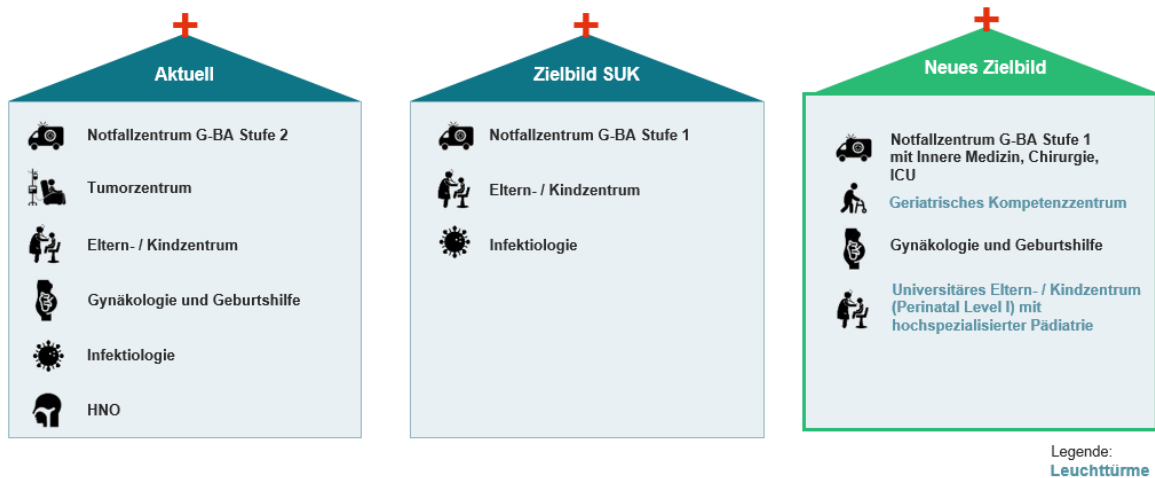 Aktuell
Notfallzentrum G-BA Stufe 2
Tumorzentrum
Eltern- / Kindzentrum
Gynäkologie und Geburtshilfe
Infektiologie
HNO
Zielbild SUK
Notfallzentrum G-BA Stufe 1
Eltern- / Kindzentrum
Infektiologie
Neues Zielbild
Notfallzentrum G-BA Stufe 1
mit Innere Medizin, Chirurgie,
ICU
Geriatrisches Kompetenzzentrum
Gynäkologie und Geburtshilfe
Universitäres Eltern- / Kindzentrum
(Perinatal Level I) mit
hochspezialisierter Pädiatrie
Legende:
Leuchttürme